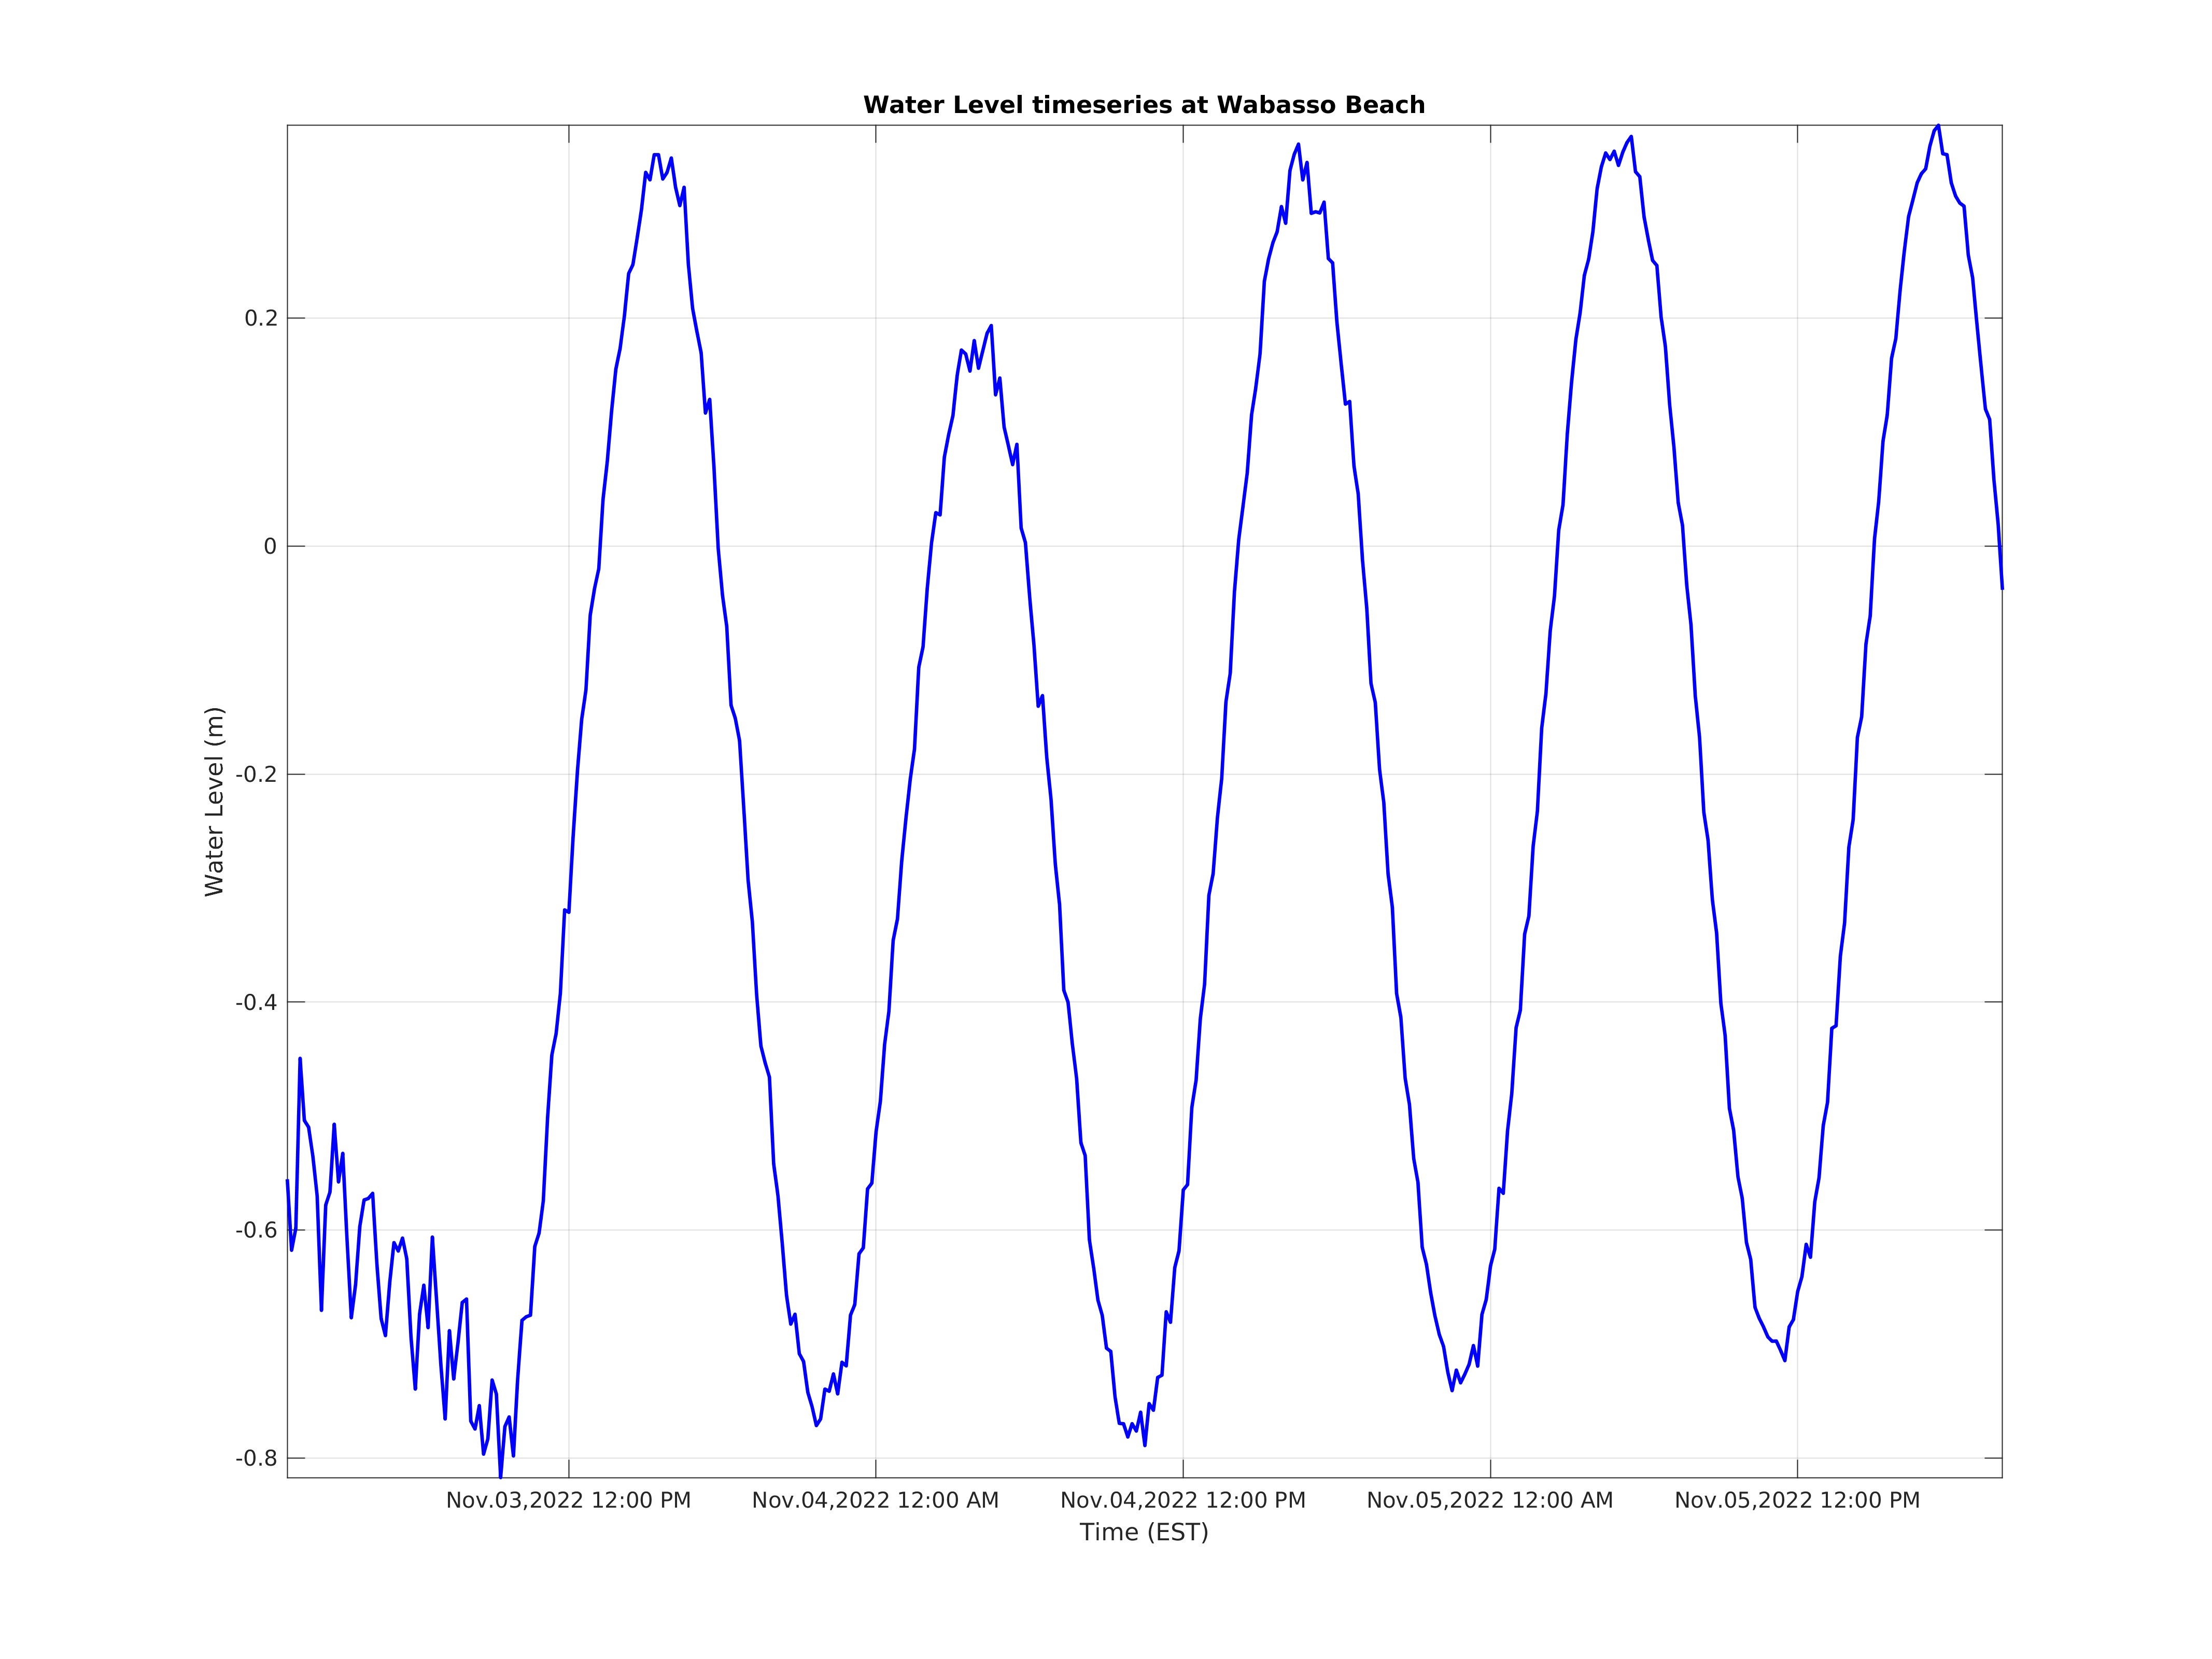 Water Level timeseries at Wabasso Beach
0.2
0
-0.2
-0.4
-0.6
-0.8
Water Level (m)
Nov.03,2022 12:00 PM
Nov.04,2022 12:00 AM
Nov.04,2022 12:00 PM
Nov.05,2022 12:00 AM
Nov.05,2022 12:00 PM
Time (EST)